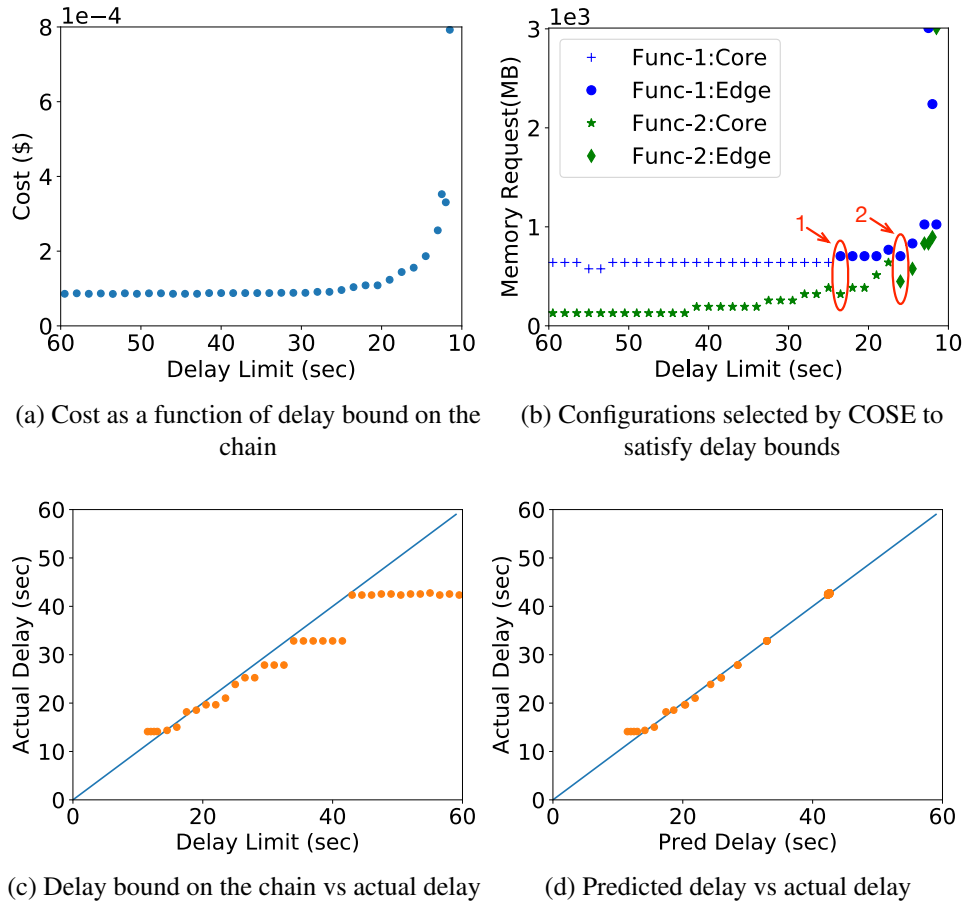 1e−4
8
6
4
2
0
Cost ($)
60 50 40 30 20 10
Delay Limit (sec)
(a) Cost as a function of delay bound on the
chain
1e3
3
2
1
0
Memory Request(MB)
Func-1:Core
Func-1:Edge
Func-2:Core
Func-2:Edge
1
2
60 50 40 30 20 10
Delay Limit (sec)
(b) Configurations selected by COSE to
satisfy delay bounds
60
50
40
30
20
10
0
Actual Delay (sec)
0 20 40 60
Delay Limit (sec)
(c) Delay bound on the chain vs actual delay
60
50
40
30
20
10
0
Actual Delay (sec)
0 20 40 60
Pred Delay (sec)
(d) Predicted delay vs actual delay